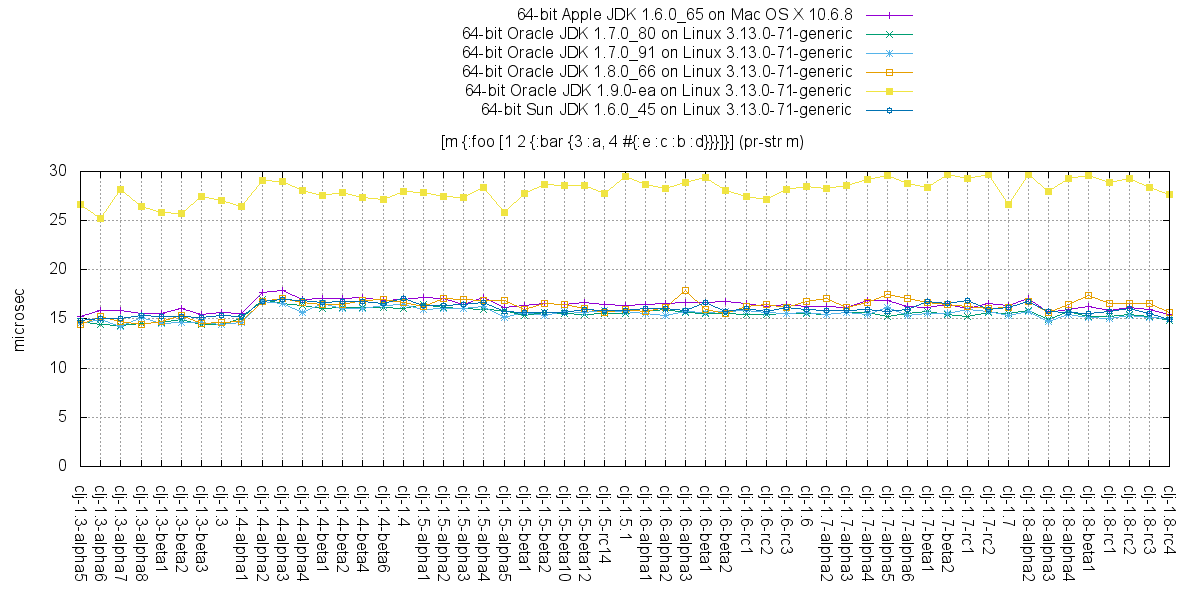 64-bit Apple JDK 1.6.0_65 on Mac OS X 10.6.8
64-bit Oracle JDK 1.7.0_80 on Linux 3.13.0-71-generic
64-bit Oracle JDK 1.7.0_91 on Linux 3.13.0-71-generic
64-bit Oracle JDK 1.8.0_66 on Linux 3.13.0-71-generic
64-bit Oracle JDK 1.9.0-ea on Linux 3.13.0-71-generic
64-bit Sun JDK 1.6.0_45 on Linux 3.13.0-71-generic
[m {:foo [1 2 {:bar {3 :a, 4 #{:e :c :b :d}}}]}] (pr-str m)
microsec
30
25
20
15
10
5
0
clj-1.3-alpha5
clj-1.3-alpha6
clj-1.3-alpha7
clj-1.3-alpha8
clj-1.3-beta1
clj-1.3-beta2
clj-1.3-beta3
clj-1.3
clj-1.4-alpha1
clj-1.4-alpha2
clj-1.4-alpha3
clj-1.4-alpha4
clj-1.4-beta1
clj-1.4-beta2
clj-1.4-beta4
clj-1.4-beta6
clj-1.4
clj-1.5-alpha1
clj-1.5-alpha2
clj-1.5-alpha3
clj-1.5-alpha4
clj-1.5-alpha5
clj-1.5-beta1
clj-1.5-beta2
clj-1.5-beta10
clj-1.5-beta12
clj-1.5-rc14
clj-1.5.1
clj-1.6-alpha1
clj-1.6-alpha2
clj-1.6-alpha3
clj-1.6-beta1
clj-1.6-beta2
clj-1.6-rc1
clj-1.6-rc2
clj-1.6-rc3
clj-1.6
clj-1.7-alpha2
clj-1.7-alpha3
clj-1.7-alpha4
clj-1.7-alpha5
clj-1.7-alpha6
clj-1.7-beta1
clj-1.7-beta2
clj-1.7-rc1
clj-1.7-rc2
clj-1.7
clj-1.8-alpha2
clj-1.8-alpha3
clj-1.8-alpha4
clj-1.8-beta1
clj-1.8-rc1
clj-1.8-rc2
clj-1.8-rc3
clj-1.8-rc4